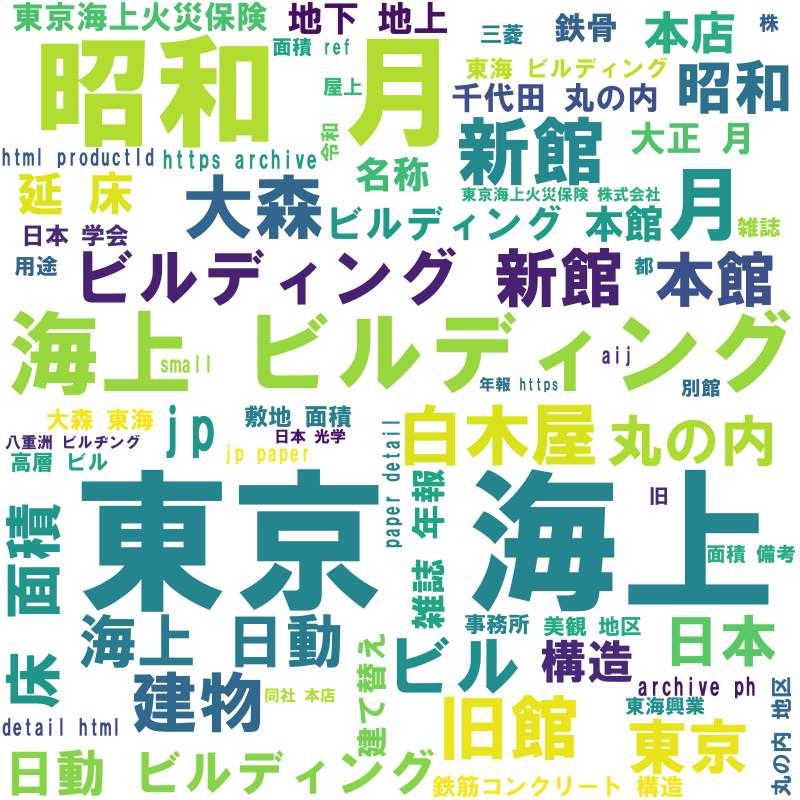 東京海上火災保険
地下 地上
三菱
鉄骨
本店
株
昭和 月
面積 ref
屋上
東海 ビルディング
千代田 丸の内
昭和
html productId
https archive
令和
名称
新館
大正 月
延床
大森
東京海上火災保険 株式会社
月
日本 学会
ビルディング 本館
雑誌
用途
ビルディング 新館
都
本館
海上 ビルディング
small
aij
年報 https
別館
大森 東海
jp
敷地 面積
白木屋
丸の内
八重洲 ビルヂング
日本 光学
高層 ビル
jp paper
paper detail
雑誌 年報
旧
東京 海上
床 面積
面積 備考
海上 日動
事務所
美観 地区
日本
建て替え
ビル
構造
建物
archive ph
同社 本店
旧館
東海興業
丸の内 地区
detail html
東京
日動 ビルディング
鉄筋コンクリート 構造